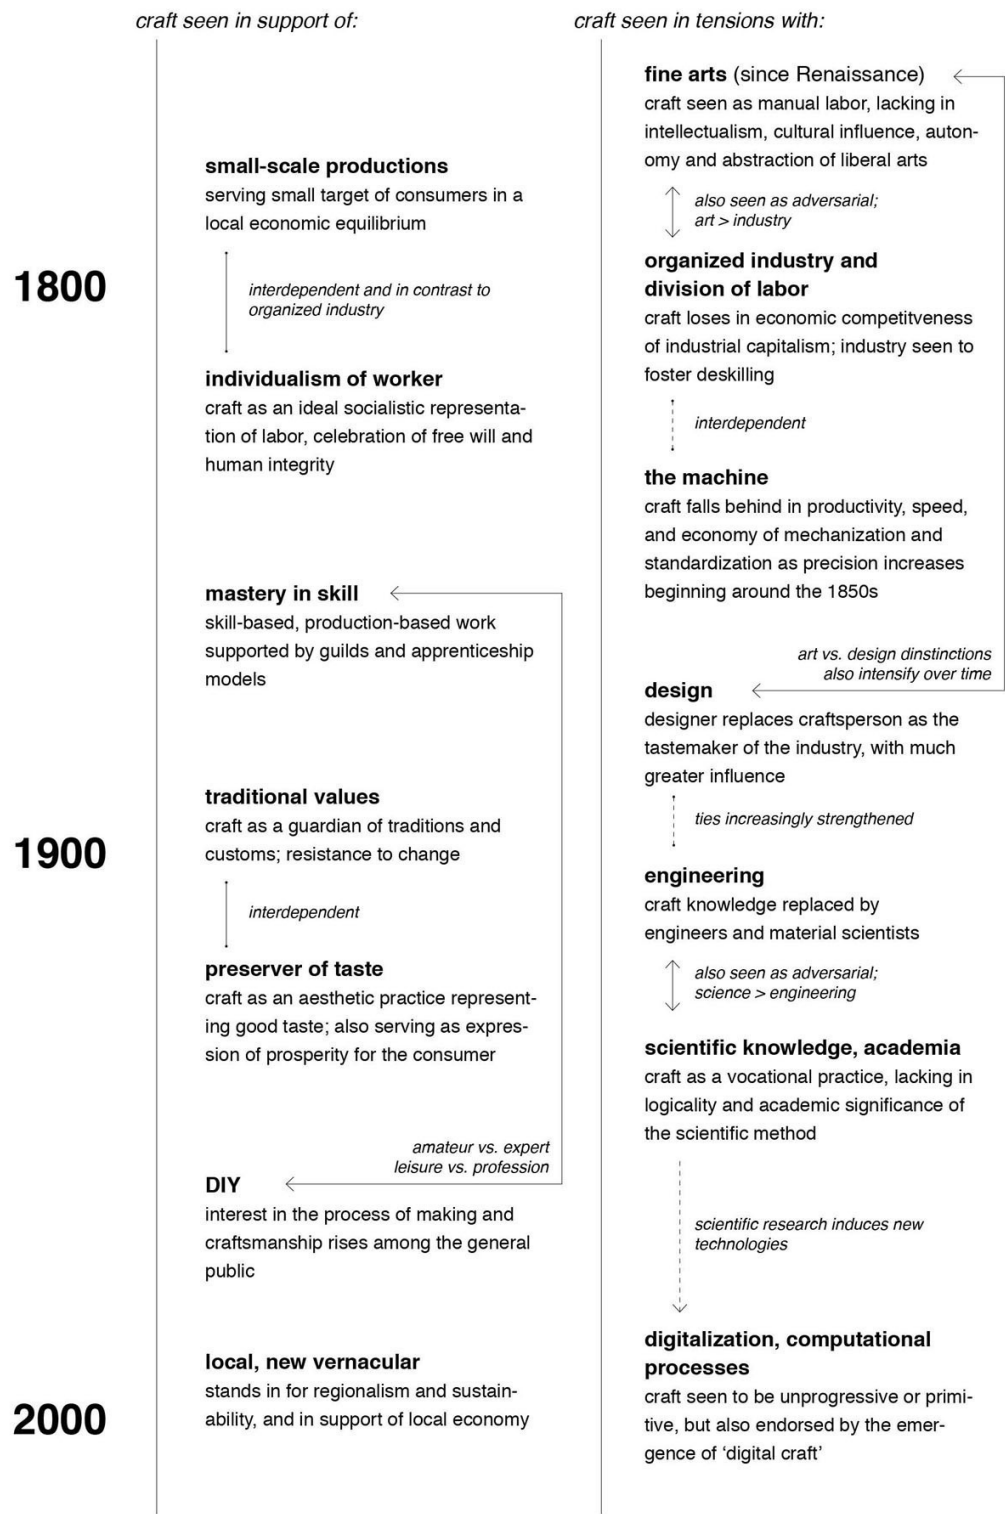 craft seen in support of:
craft seen in tensions with:
1800
1900
2000
small-scale productions
serving small target of consumers in a
local economic equilibrium
interdependent and in contrast to
organized industry
individualism of worker
craft as an ideal socialistic representa-
tion of labor, celebration of free will and
human integrity
mastery in skill
skill-based, production-based work
supported by guilds and apprenticeship
models
traditional values
craft as a guardian of traditions and
customs; resistance to change
interdependent
preserver of taste
craft as an aesthetic practice represent-
ing good taste; also serving as expres-
sion of prosperity for the consumer
amateur vs. expert
leisure vs. profession
DIY
interest in the process of making and
craftsmanship rises among the general
public
local, new vernacular
stands in for regionalism and sustain-
ability, and in support of local economy
fine arts (since Renaissance)
craft seen as manual labor, lacking in
intellectualism, cultural influence, auton-
omy and abstraction of liberal arts
also seen as adversarial;
art > industry
organized industry and
division of labor
craft loses in economic competitveness
of industrial capitalism; industry seen to
foster deskilling
interdependent
the machine
craft falls behind in productivity, speed,
and economy of mechanization and
standardization as precision increases
beginning around the 1850s
art vs. design dinstinctions
also intensify over time
design
designer replaces craftsperson as the
tastemaker of the industry, with much
greater influence
ties increasingly strengthened
engineering
craft knowledge replaced by
engineers and material scientists
also seen as adversarial;
science > engineering
scientific knowledge, academia
craft as a vocational practice, lacking in
logicality and academic significance of
the scientific method
scientific research induces new
technologies
digitalization, computational
processes
craft seen to be unprogressive or primi-
tive, but also endorsed by the emer-
gence of ‘digital craft’